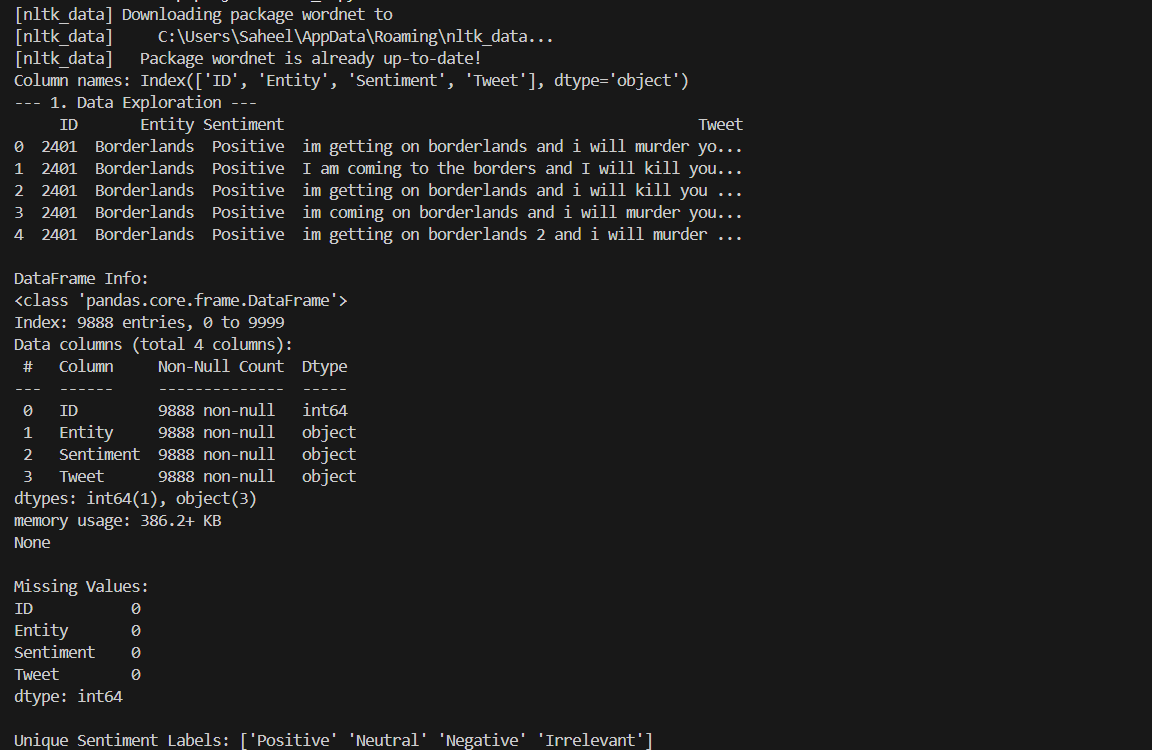 [nltk_data] Downloading package wordnet to
[nltk_data]     C:\Users\Saheel\AppData\Roaming\nltk_data...
[nltk_data]   Package wordnet is already up-to-date!
Column names: Index(['ID', 'Entity', 'Sentiment', 'Tweet'], dtype='object')
--- 1. Data Exploration ---
     ID       Entity Sentiment                                              Tweet
0  2401  Borderlands  Positive  im getting on borderlands and i will murder yo...
1  2401  Borderlands  Positive  I am coming to the borders and I will kill you...
2  2401  Borderlands  Positive  im getting on borderlands and i will kill you ...
3  2401  Borderlands  Positive  im coming on borderlands and i will murder you...
4  2401  Borderlands  Positive  im getting on borderlands 2 and i will murder ...
DataFrame Info:
<class 'pandas.core.frame.DataFrame'>
Index: 9888 entries, 0 to 9999
Data columns (total 4 columns):
 #   Column     Non-Null Count  Dtype
---  ------     --------------  -----
 0   ID         9888 non-null   int64
 1   Entity     9888 non-null   object
 2   Sentiment  9888 non-null   object
 3   Tweet      9888 non-null   object
dtypes: int64(1), object(3)
memory usage: 386.2+ KB
None
Missing Values:
ID           0
Entity       0
Sentiment    0
Tweet        0
dtype: int64
Unique Sentiment Labels: ['Positive' 'Neutral' 'Negative' 'Irrelevant']